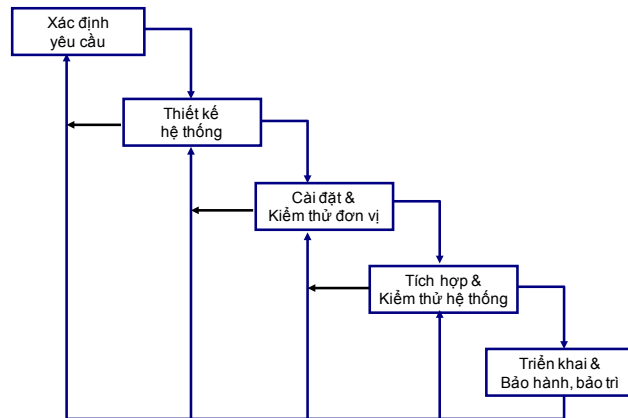 Xác định
yêu cầu
Thiết kế
hệ thống
Cài đặt &
Kiểm thử đơn vị
Tích hợp &
Kiểm thử hệ thống
Triển khai &
Bảo hành, bảo trì